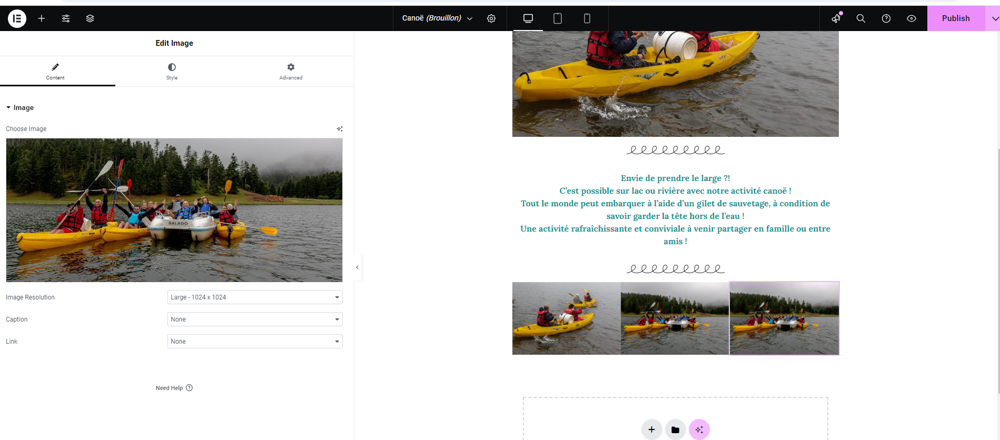 Canoë (Brouillon)
Publish
Edit Image
Content
Style
Advanced
Image
Choose Image
BALADO
Image Resolution
Large - 1024 x 1024
Caption
None
Link
None
Need Help ?
OPTIMO
Envie de prendre le large ?!
C’est possible sur lac ou rivière avec notre activité canoë !
Tout le monde peut embarquer à l’aide d’un gilet de sauvetage, à condition de
savoir garder la tête hors de l’eau !
Une activité rafraîchissante et conviviale à venir partager en famille ou entre
amis !